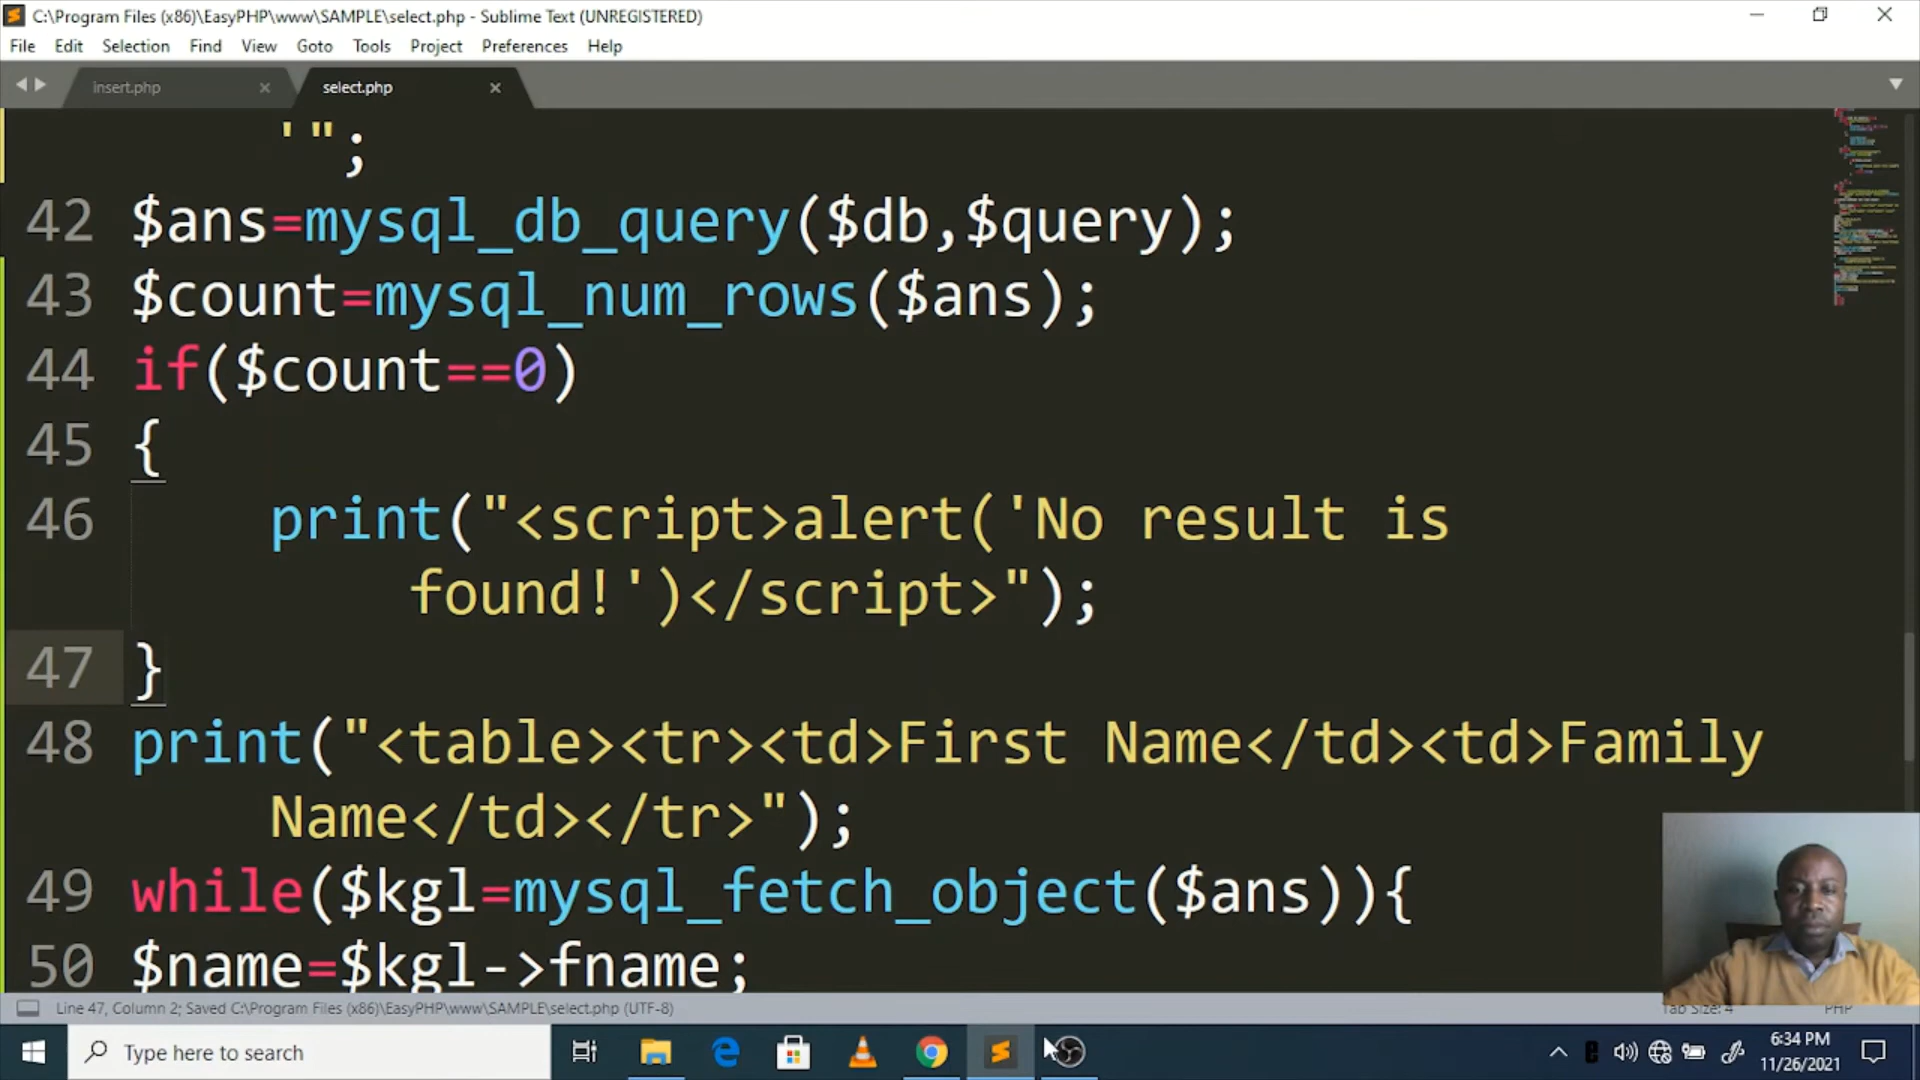 C:\Program Files (x86)\EasyPHP\www\SAMPLE\select.php - Sublime Text (UNREGISTERED)
File Edit Selection Find View Goto Tools Project Preferences Help
insert.php select.php
'";
42 $ans=mysql_db_query($db,$query);
43 $count=mysql_num_rows($ans);
44 if($count==0)
45 {
46 print("<script>alert('No result is
found!')</script>");
47 }
48 print("<table><tr><td>First Name</td><td>Family
Name</td></tr>");
49 while($kgl=mysql_fetch_object($ans)){
50 $name=$kgl->fname;
Line 47, Column 2; Saved C:\Program Files (x86)\EasyPHP\www\SAMPLE\select.php (UTF-8)
Tab Size: 4 PHP
Type here to search
6:34 PM
11/26/2021